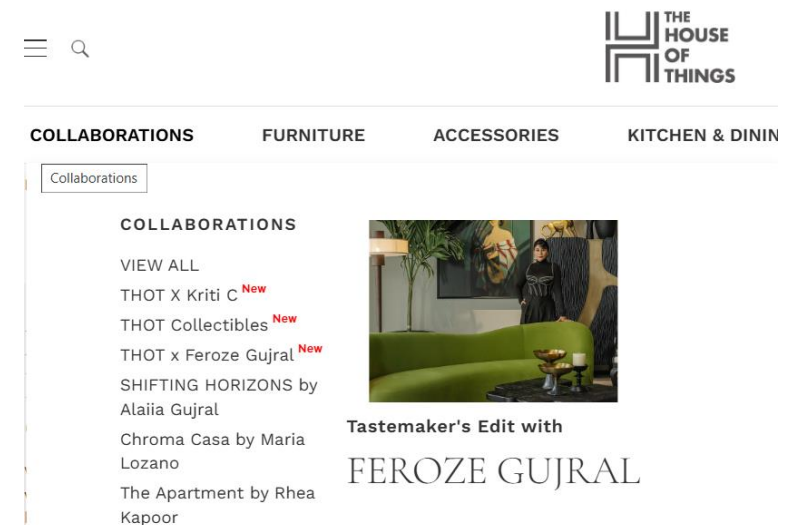 THE
HOUSE
OF
THINGS
COLLABORATIONS FURNITURE ACCESSORIES KITCHEN & DININ
Collaborations
COLLABORATIONS
VIEW ALL
THOT X Kriti C New
THOT Collectibles New
THOT x Feroze Gujral New
SHIFTING HORIZONS by
Alaiia Gujral
Chroma Casa by Maria
Lozano
The Apartment by Rhea
Kapoor
Tastemaker's Edit with
FEROZE GUJRAL